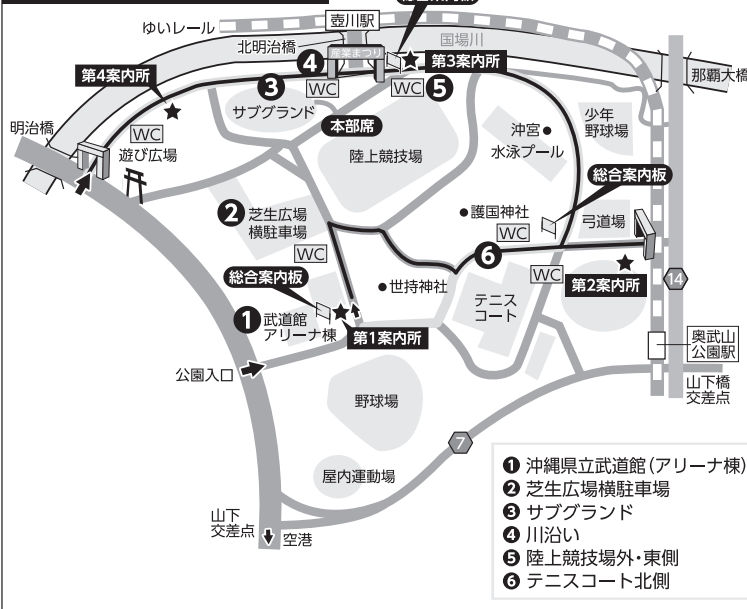 ゆいレール
壺川駅
北明治橋
産業まつり
国場川
第3案内所
那覇大橋
第4案内所
❹
❸
WC
WC
❺
サブグランド
本部席
明治橋
WC
遊び広場
陸上競技場
沖宮
水泳プール
少年
野球場
総合案内板
❷
芝生広場
横駐車場
護国神社
WC
弓道場
WC
❻
WC
第2案内所
14
総合案内板
世持神社
テニス
コート
❶
武道館
アリーナ棟
第1案内所
奥武山
公園駅
公園入口
山下橋
交差点
野球場
7
屋内運動場
山下
交差点
空港
❶ 沖縄県立武道館(アリーナ棟)
❷ 芝生広場横駐車場
❸ サブグランド
❹ 川沿い
❺ 陸上競技場外・東側
❻ テニスコート北側